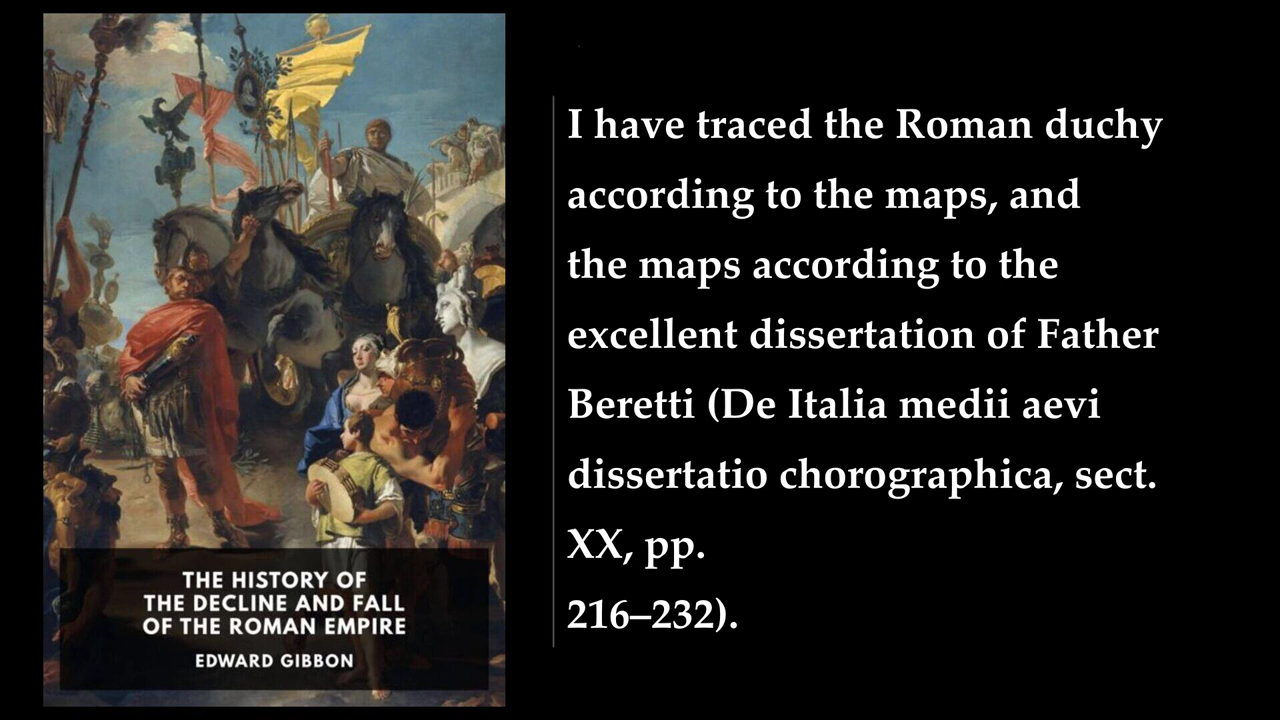 THE HISTORY OF
THE DECLINE AND FALL
OF THE ROMAN EMPIRE
EDWARD GIBBON
I have traced the Roman duchy
according to the maps, and
the maps according to the
excellent dissertation of Father
Beretti (De Italia medii aevi
dissertatio chorographica, sect.
XX, pp.
216–232).